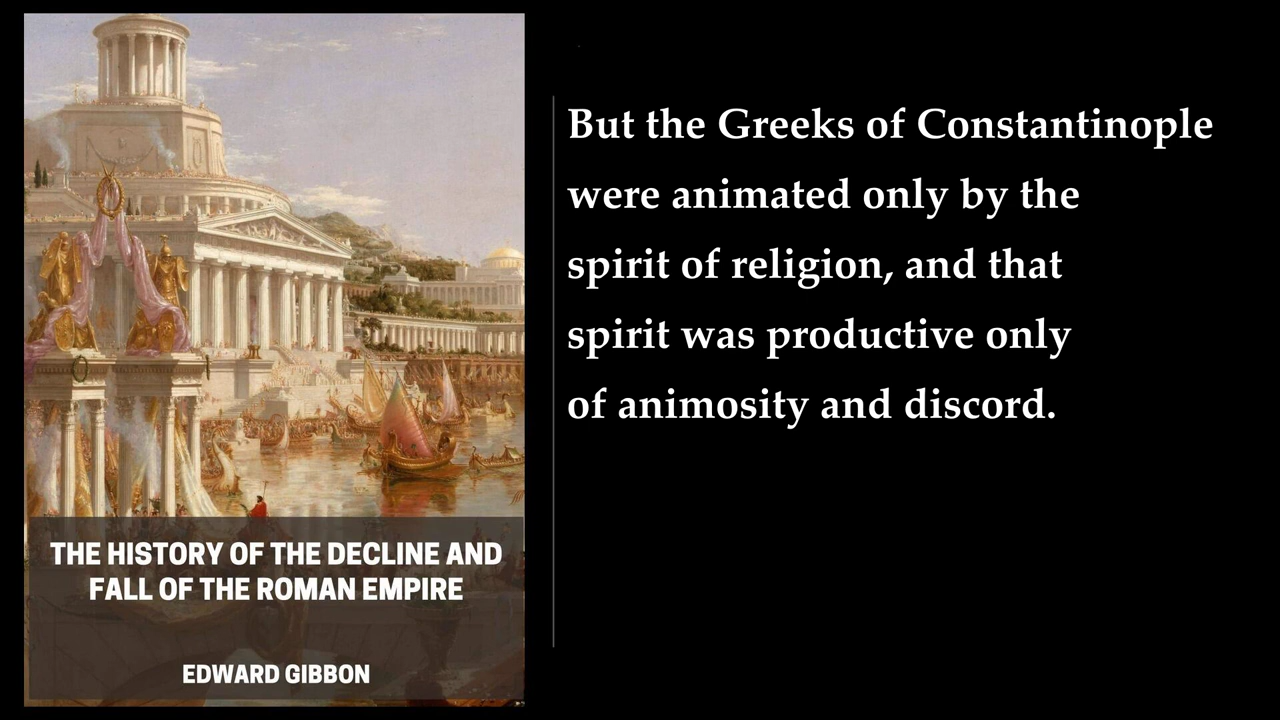 THE HISTORY OF THE DECLINE AND
FALL OF THE ROMAN EMPIRE
EDWARD GIBBON
But the Greeks of Constantinople
were animated only by the
spirit of religion, and that
spirit was productive only
of animosity and discord.